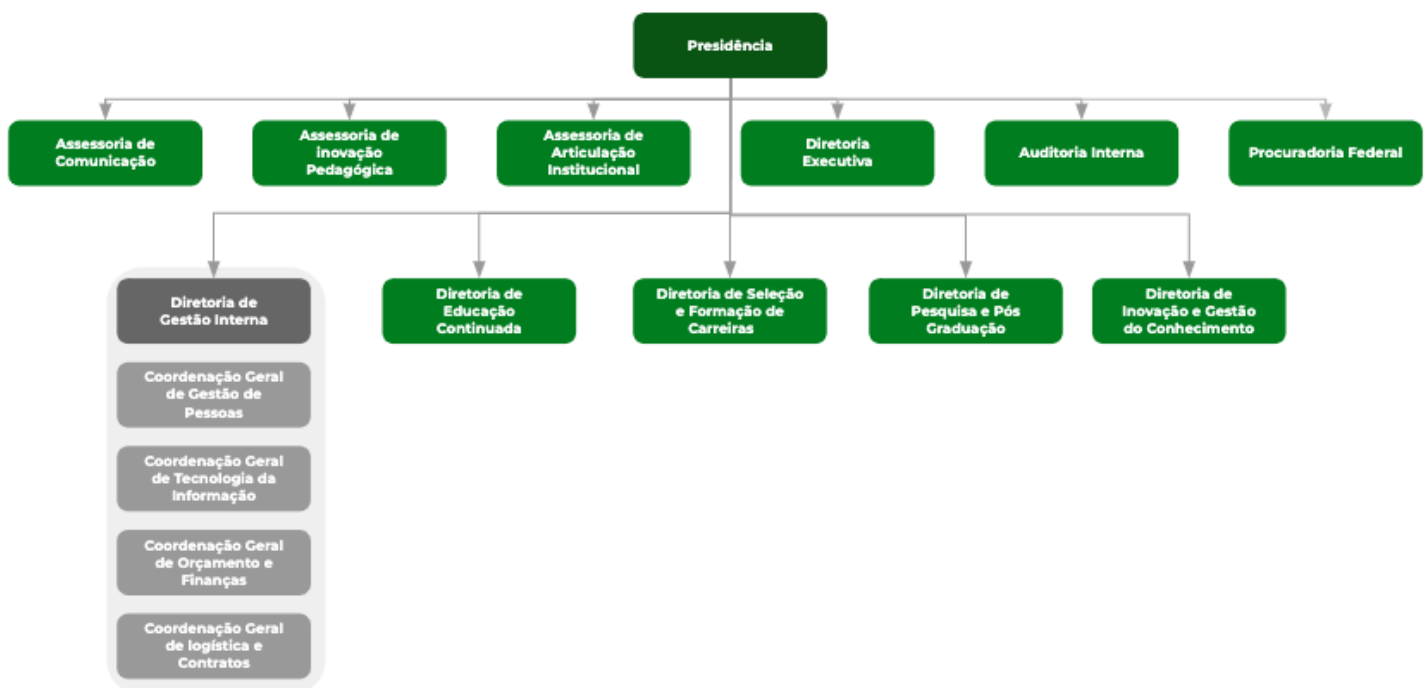 Presidência
Assessoria de
Comunicação
Assessoria de
inovação
Pedagógica
Assessoria de
Articulação
Institucional
Diretoria
Executiva
Auditoria Interna
Procuradoria Federal
Diretoria de
Gestão Interna
Diretoria de
Educação
Continuada
Diretoria de Seleção
e Formação de
Carreiras
Diretoria de
Pesquisa e Pós
Graduação
Diretoria de
Inovação e Gestão
do Conhecimento
Coordenação Geral
de Gestão de
Pessoas
Coordenação Geral
de Tecnologia da
Informação
Coordenação Geral
de Orçamento e
Finanças
Coordenação Geral
de logística e
Contratos